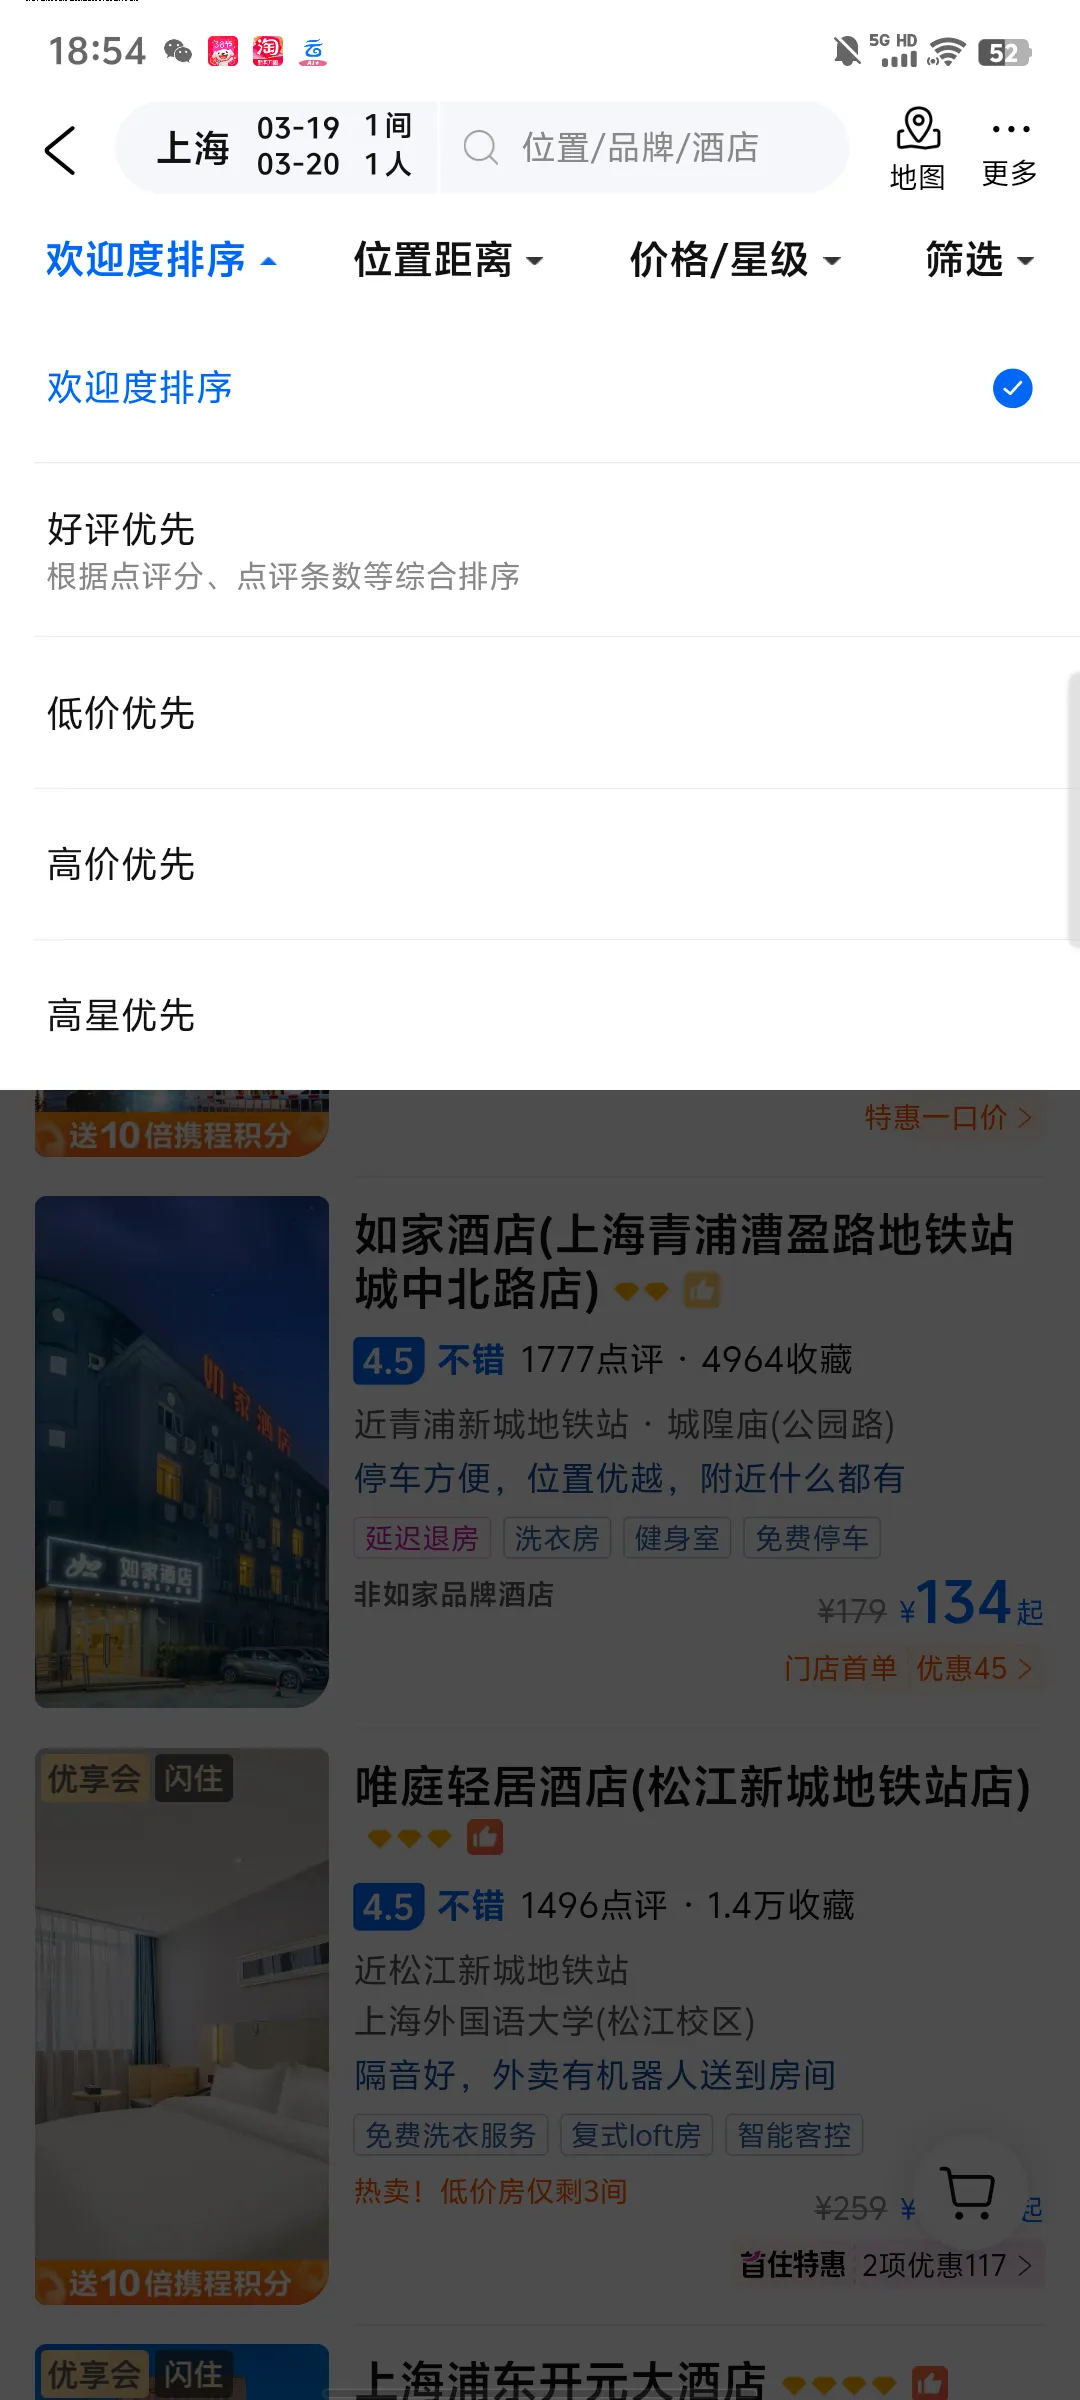 18:54 5G HD 52
上海 03-19 1间 位置/品牌/酒店 地图 更多
03-20 1人
欢迎度排序 位置距离 价格/星级 筛选
欢迎度排序
好评优先
根据点评分、点评条数等综合排序
低价优先
高价优先
高星优先
送10倍携程积分
特惠一口价 >
如家酒店(上海青浦漕盈路地铁站
城中北路店)
4.5 不错 1777点评 · 4964收藏
近青浦新城地铁站 · 城隍庙(公园路)
停车方便，位置优越，附近什么都有
延迟退房 洗衣房 健身室 免费停车
非如家品牌酒店
¥179 ¥134起
门店首单 优惠45 >
如家酒店
如家酒店
优享会 闪住
唯庭轻居酒店(松江新城地铁站店)
4.5 不错 1496点评 · 1.4万收藏
近松江新城地铁站
上海外国语大学(松江校区)
隔音好，外卖有机器人送到房间
免费洗衣服务 复式loft房 智能客控
热卖！低价房仅剩3间
¥259 ¥ 起
首住特惠 2项优惠117 >
送10倍携程积分
优享会 闪住
上海浦东开元大酒店